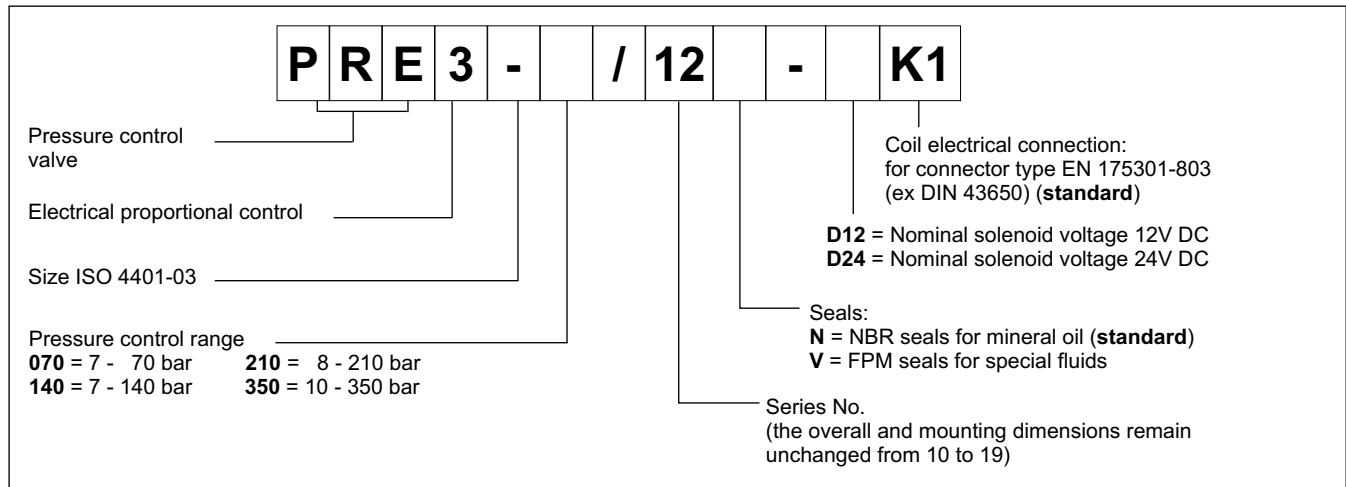 PRE3- /12 - K1
Pressure control
valve
Electrical proportional control
Size ISO 4401-03
Pressure control range
070 = 7 - 70 bar 210 = 8 - 210 bar
140 = 7 - 140 bar 350 = 10 - 350 bar
Coil electrical connection:
for connector type EN 175301-803
(ex DIN 43650) (standard)
D12 = Nominal solenoid voltage 12V DC
D24 = Nominal solenoid voltage 24V DC
Seals:
N = NBR seals for mineral oil (standard)
V = FPM seals for special fluids
Series No.
(the overall and mounting dimensions remain
unchanged from 10 to 19)